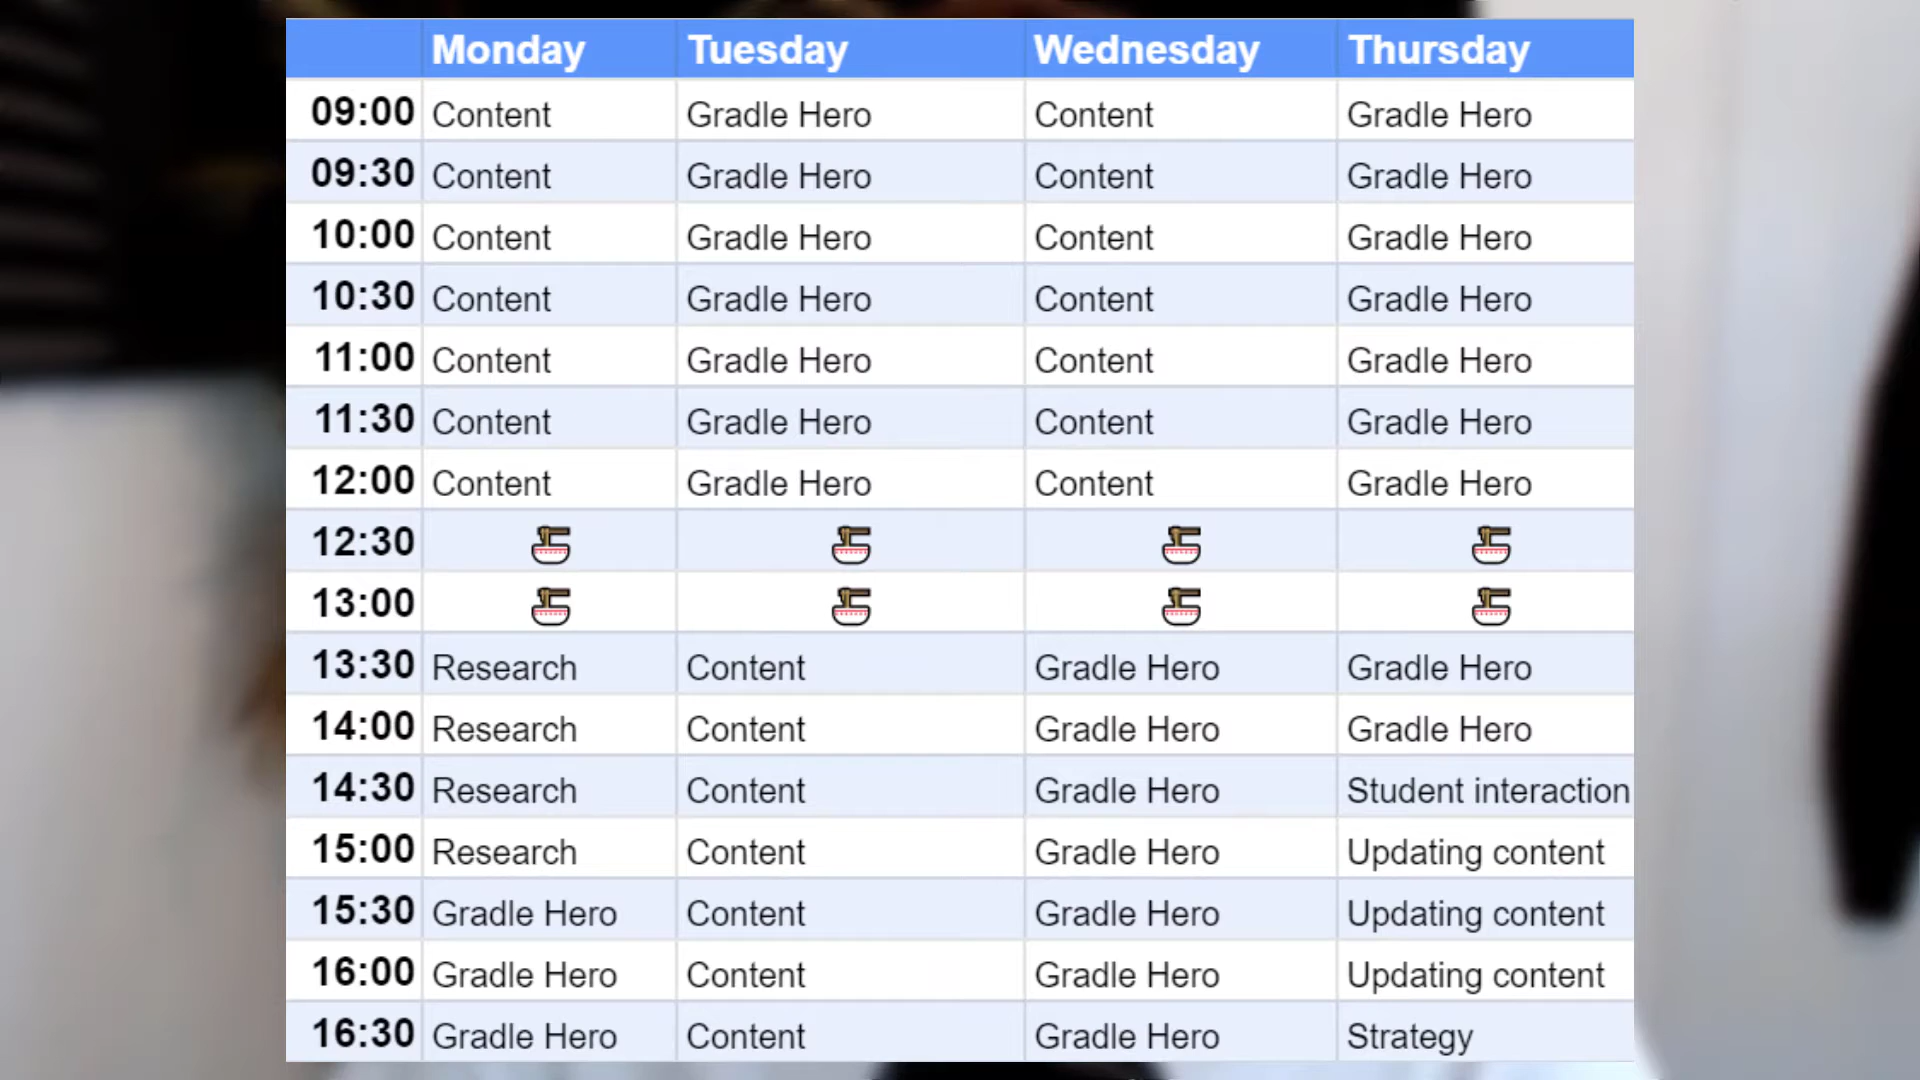 Monday Tuesday Wednesday Thursday
09:00 Content Gradle Hero Content Gradle Hero
09:30 Content Gradle Hero Content Gradle Hero
10:00 Content Gradle Hero Content Gradle Hero
10:30 Content Gradle Hero Content Gradle Hero
11:00 Content Gradle Hero Content Gradle Hero
11:30 Content Gradle Hero Content Gradle Hero
12:00 Content Gradle Hero Content Gradle Hero
12:30
13:00
13:30 Research Content Gradle Hero Gradle Hero
14:00 Research Content Gradle Hero Gradle Hero
14:30 Research Content Gradle Hero Student interaction
15:00 Research Content Gradle Hero Updating content
15:30 Gradle Hero Content Gradle Hero Updating content
16:00 Gradle Hero Content Gradle Hero Updating content
16:30 Gradle Hero Content Gradle Hero Strategy